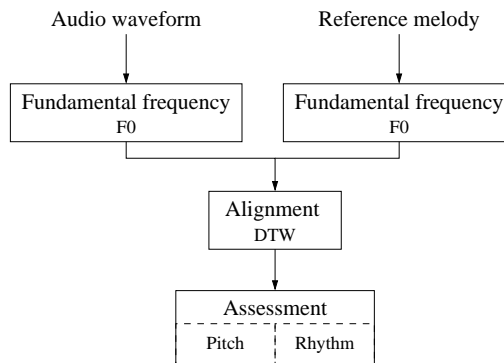 Audio waveform
Reference melody
Fundamental frequency
F0
Fundamental frequency
F0
Alignment
DTW
Assessment
Pitch
Rhythm